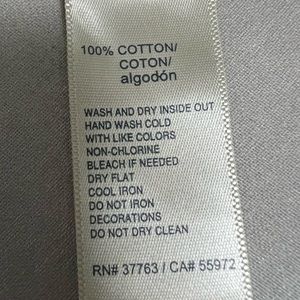 100% COTTON/
COTON/
algodón
WASH AND DRY INSIDE OUT
HAND WASH COLD
WITH LIKE COLORS
NON-CHLORINE
BLEACH IF NEEDED
DRY FLAT
COOL IRON
DO NOT IRON
DECORATIONS
DO NOT DRY CLEAN
RN# 37763 / CA# 55972